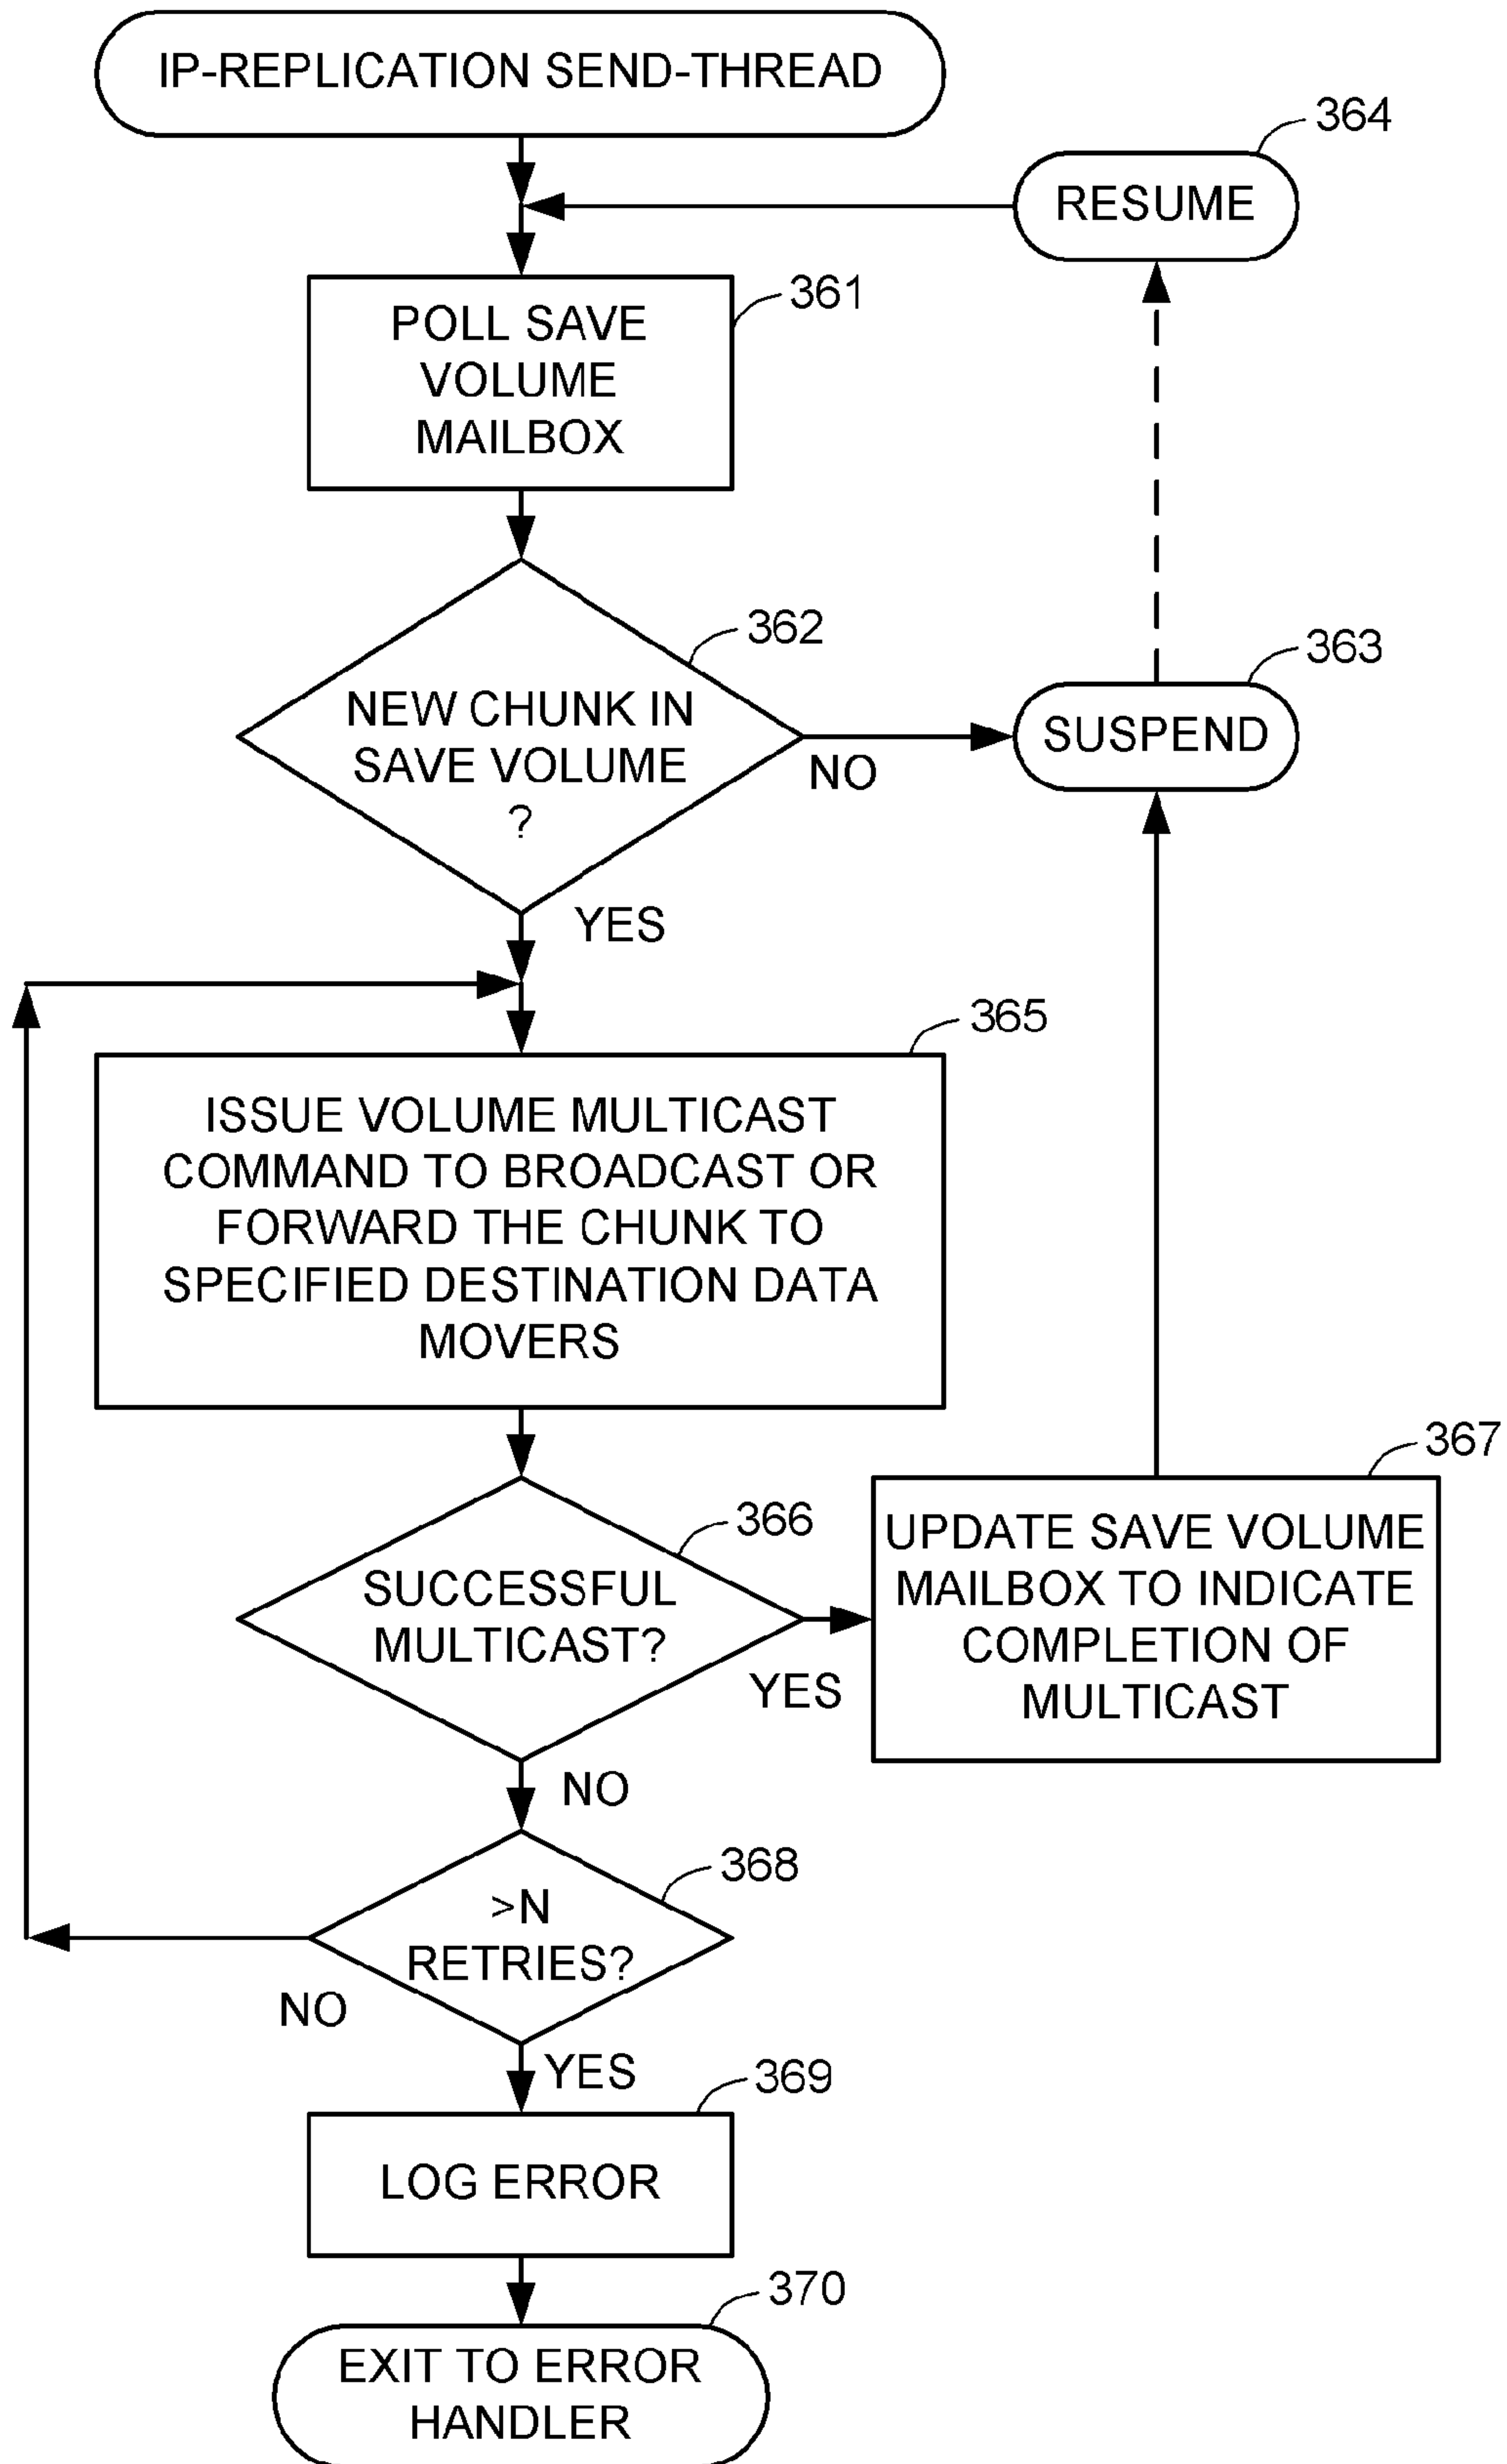 IP-REPLICATION SEND-THREAD
364
RESUME
361
POLL SAVE
VOLUME
MAILBOX
362
NEW CHUNK IN
SAVE VOLUME
?
NO
363
SUSPEND
YES
365
ISSUE VOLUME MULTICAST
COMMAND TO BROADCAST OR
FORWARD THE CHUNK TO
SPECIFIED DESTINATION DATA
MOVERS
366
SUCCESSFUL
MULTICAST?
YES
367
UPDATE SAVE VOLUME
MAILBOX TO INDICATE
COMPLETION OF
MULTICAST
NO
368
>N
RETRIES?
NO
YES
369
LOG ERROR
370
EXIT TO ERROR
HANDLER